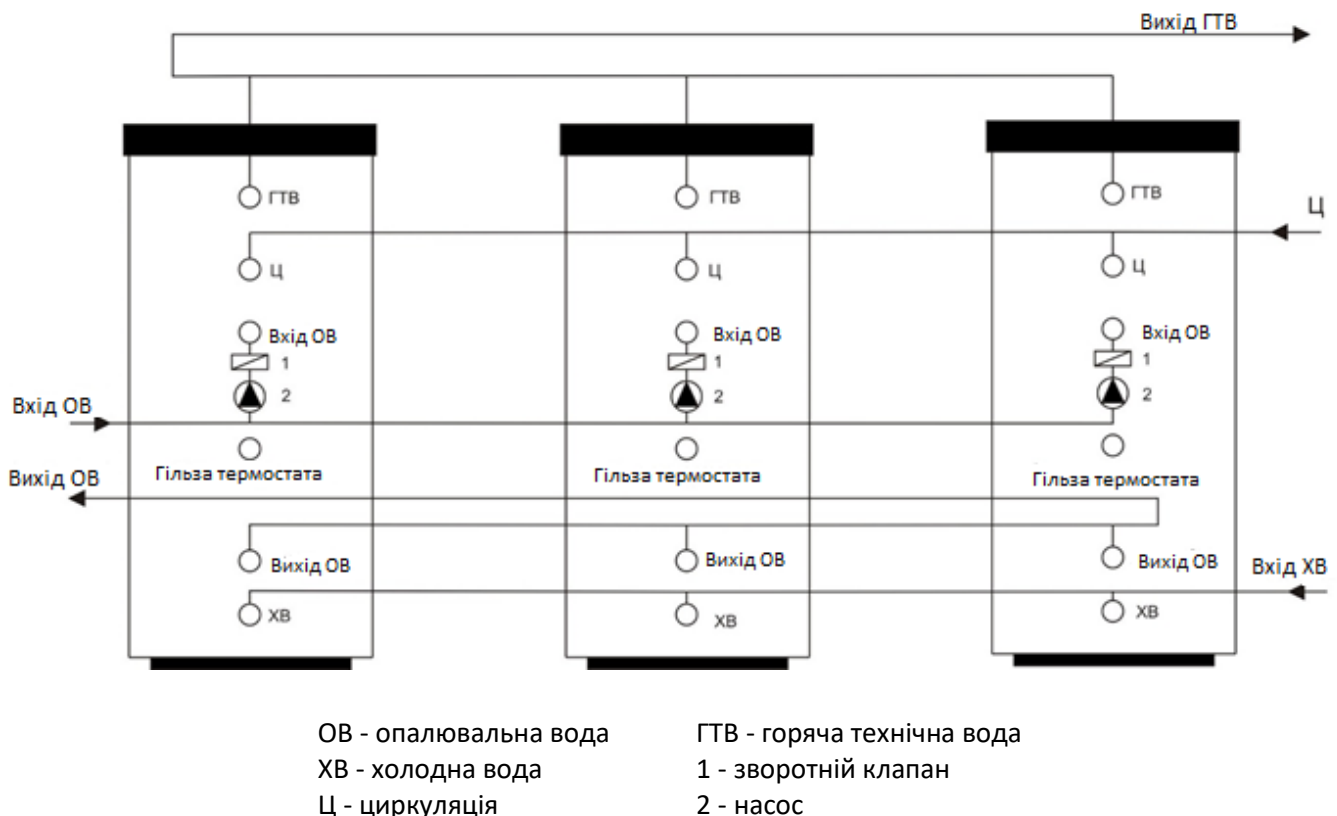 Вихід ГТВ
ГТВ ГТВ ГТВ
Ц
Ц Ц Ц
Вхід ОВ Вхід ОВ Вхід ОВ
1 1 1
2 2 2
Вхід ОВ
Гільза термостата Гільза термостата Гільза термостата
Вихід ОВ
Вихід ОВ Вихід ОВ Вихід ОВ
Вхід ХВ
ХВ ХВ ХВ
ОВ - опалювальна вода ГТВ - горяча технічна вода
ХВ - холодна вода 1 - зворотній клапан
Ц - циркуляція 2 - насос